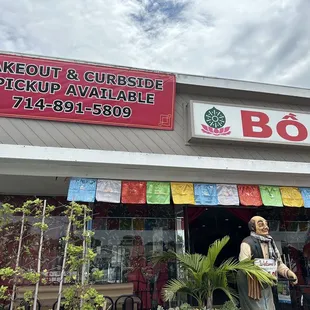 AKEOUT & CURBSIDE
PICKUP AVAILABLE
714-891-5809
BÔ